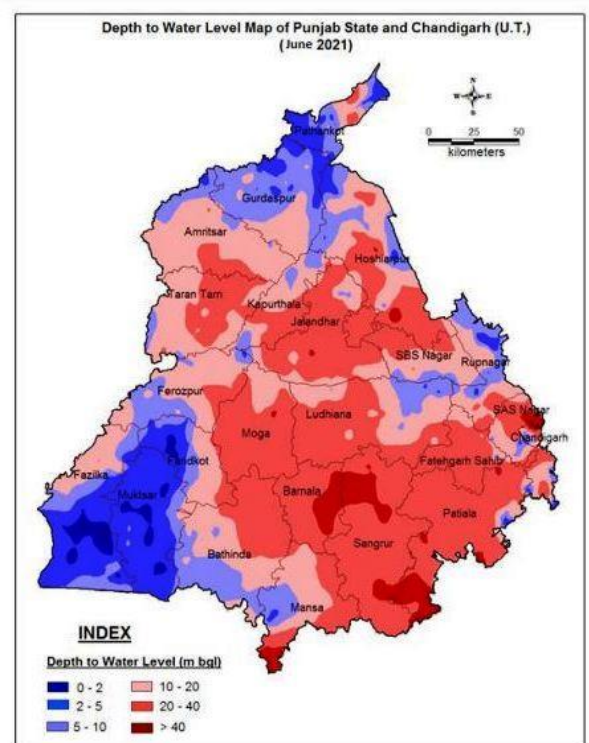 Depth to Water Level Map of Punjab State and Chandigarh (U.T.)
(June 2021)
N
W E
S
0 25 50
kilometers
Pathankot
Gurdaspur
Amritsar
Hoshiarpur
Taran Tarn
Kapurthala
Jalandhar
SBS Nagar
Rupnagar
Ferozpur
Ludhiana
SAS Nagar
Moga
Chandigarh
Fazilka
Faridkot
Fatehgarh Sahib
Muktsar
Barnala
Patiala
Sangrur
Bathinda
Mansa
INDEX
Depth to Water Level (m bgl)
0 - 2 10 - 20
2 - 5 20 - 40
5 - 10 > 40